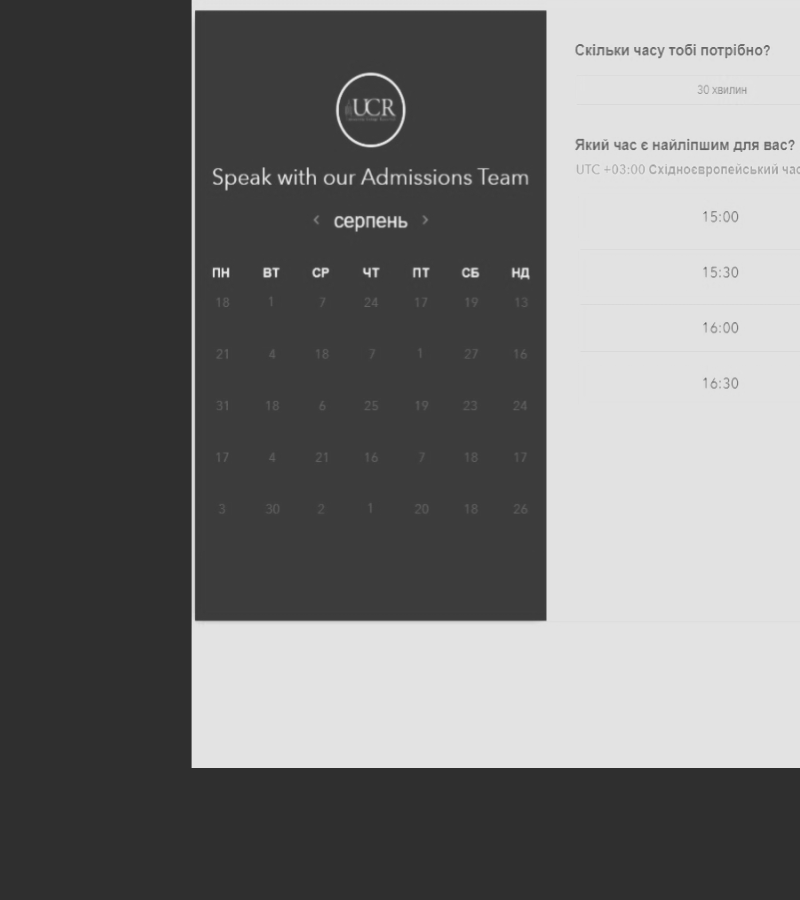 UCR
Speak with our Admissions Team
серпень
ПН ВТ СР ЧТ ПТ СБ НД
18 1 7 24 17 19 13
21 4 18 7 1 27 16
31 18 6 25 19 23 24
17 4 21 16 7 18 17
3 30 2 1 20 18 26
Скільки часу тобі потрібно?
30 хвилин
Який час є найліпшим для вас?
UTC +03:00 Східноєвропейський час
15:00
15:30
16:00
16:30